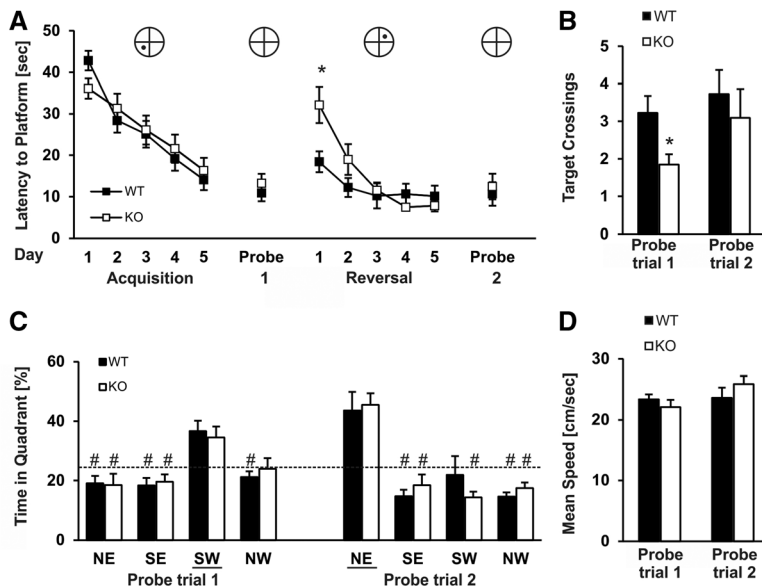 A
Latency to Platform [sec]
50
40
30
20
10
0
*
WT
KO
Day
1 2 3 4 5 Probe 1 2 3 4 5 Probe
Acquisition 1 Reversal 2
B
WT
KO
Target Crossings
6
5
4
3
2
1
0
*
Probe Probe
trial 1 trial 2
C
WT
KO
Time in Quadrant [%]
60
40
20
0
# # # # # # # # # #
NE SE SW NW NE SE SW NW
Probe trial 1 Probe trial 2
D
WT
KO
Mean Speed [cm/sec]
30
20
10
0
Probe Probe
trial 1 trial 2